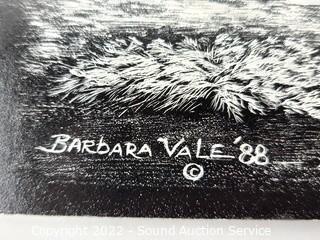 BARBARA VALE '88
©
Copyright 2022 - Sound Auction Service